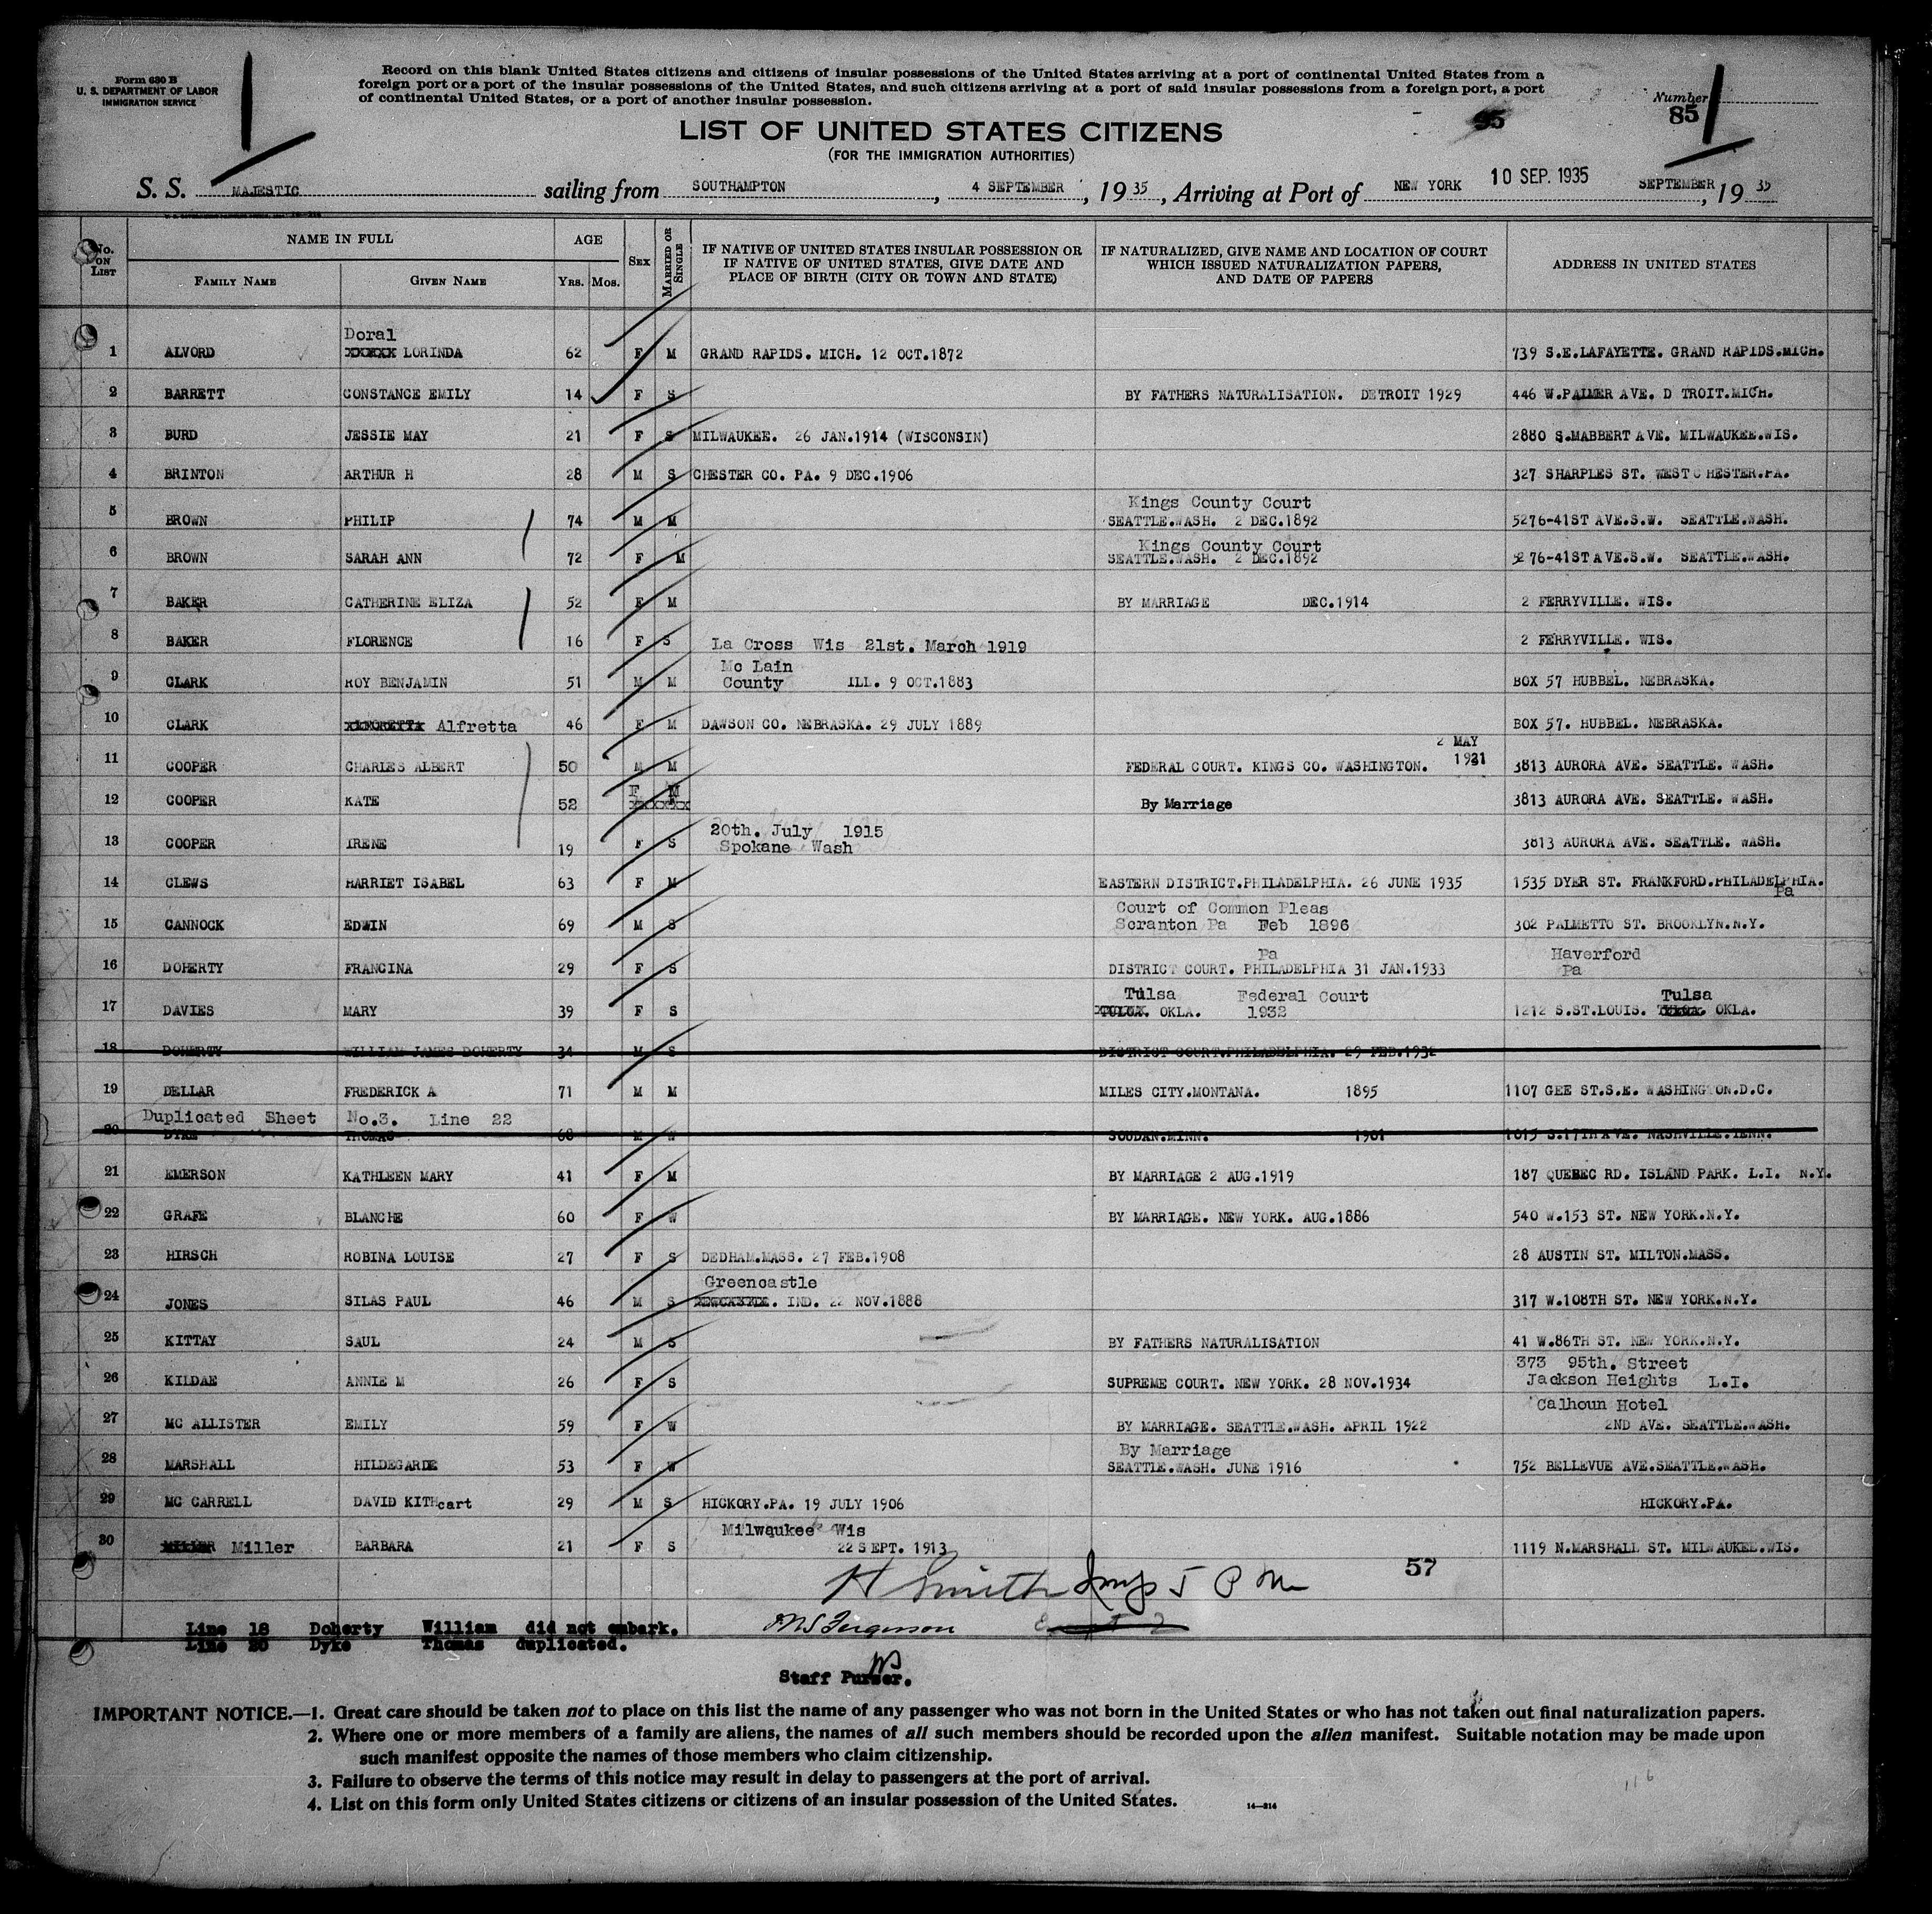 Form 630 B
U. S. DEPARTMENT OF LABOR
IMMIGRATION SERVICE
Record on this blank United States citizens and citizens of insular possessions of the United States arriving at a port of continental United States from a
foreign port or a port of the insular possessions of the United States, and such citizens arriving at a port of said insular possessions from a foreign port, a port
of continental United States, or a port of another insular possession.
Number
85
1
1
LIST OF UNITED STATES CITIZENS
(FOR THE IMMIGRATION AUTHORITIES)
S. S. MAJESTIC sailing from SOUTHAMPTON, 4 SEPTEMBER, 19 35, Arriving at Port of NEW YORK 10 SEP. 1935 SEPTEMBER, 19 35
No. ON LIST NAME IN FULL AGE SEX MARRIED OR SINGLE IF NATIVE OF UNITED STATES INSULAR POSSESSION OR IF NATIVE OF UNITED STATES, GIVE DATE AND PLACE OF BIRTH (CITY OR TOWN AND STATE) IF NATURALIZED, GIVE NAME AND LOCATION OF COURT WHICH ISSUED NATURALIZATION PAPERS, AND DATE OF PAPERS ADDRESS IN UNITED STATES
FAMILY NAME GIVEN NAME YRS. MOS.
Doral
1 ALVORD XXXXX LORINDA 62 F M GRAND RAPIDS. MICH. 12 OCT.1872 739 S.E.LAFAYETTE. GRAND RAPIDS.MICH.
2 BARRETT CONSTANCE EMILY 14 F S BY FATHERS NATURALISATION. DETROIT 1929 446 W.PALMER AVE. D TROIT.MICH.
3 BURD JESSIE MAY 21 F S MILWAUKEE. 26 JAN.1914 (WISCONSIN) 2880 S.MABBERT AVE. MILWAUKEE.WIS.
4 BRINTON ARTHUR H 28 M S CHESTER CO. PA. 9 DEC.1906 327 SHARPLES ST. WEST C HESTER.PA.
Kings County Court
5 BROWN PHILIP 74 M M SEATTLE.WASH. 2 DEC.1892 5276-41ST AVE.S.W. SEATTLE.WASH.
Kings County Court
6 BROWN SARAH ANN 72 F M SEATTLE.WASH. 2 DEC.1892 5276-41ST AVE.S.W. SEATTLE.WASH.
7 BAKER CATHERINE ELIZA 52 F M BY MARRIAGE DEC.1914 2 FERRYVILLE. WIS.
8 BAKER FLORENCE 16 F S La Cross Wis 21st. March 1919 2 FERRYVILLE. WIS.
Mc Lain
9 CLARK ROY BENJAMIN 51 M M County ILL. 9 OCT.1883 BOX 57 HUBBEL. NEBRASKA.
10 CLARK Alfretta 46 F M DAWSON CO. NEBRASKA. 29 JULY 1889 BOX 57. HUBBEL. NEBRASKA.
2 MAY
11 COOPER CHARLES ALBERT 50 M M FEDERAL COURT. KINGS CO. WASHINGTON. 1921 3813 AURORA AVE. SEATTLE. WASH.
F M
12 COOPER KATE 52 XXXXXX By Marriage 3813 AURORA AVE. SEATTLE. WASH.
20th. July 1915
13 COOPER IRENE 19 F S Spokane Wash 3813 AURORA AVE. SEATTLE. WASH.
14 CLEWS HARRIET ISABEL 63 F M EASTERN DISTRICT.PHILADELPHIA. 26 JUNE 1935 1535 DYER ST. FRANKFORD.PHILADELPHIA.
Pa
Court of Common Pleas
15 CANNOCK EDWIN 69 M S Scranton Pa Feb 1896 302 PALMETTO ST. BROOKLYN.N.Y.
Pa Haverford
16 DOHERTY FRANCINA 29 F S DISTRICT COURT. PHILADELPHIA 31 JAN.1933 Pa
Tulsa Federal Court Tulsa
17 DAVIES MARY 39 F S OKLA. 1932 1212 S.ST.LOUIS. OKLA.
18 DOHERTY WILLIAM JAMES DOHERTY 34 M S DISTRICT COURT.PHILADELPHIA. 29 FEB.1932
19 DELLAR FREDERICK A 71 M M MILES CITY.MONTANA. 1895 1107 GEE ST.S.E. WASHINGTON.D.C.
Duplicated Sheet No.3. Line 22
20 DYKE THOMAS 68 M W SOUDAN.MINN. 1901 1615 S.17TH AVE. NASHVILLE.TENN.
21 EMERSON KATHLEEN MARY 41 F M BY MARRIAGE 2 AUG.1919 187 QUEBEC RD. ISLAND PARK. L.I. N.Y.
22 GRAFE BLANCHE 60 F W BY MARRIAGE. NEW YORK. AUG.1886 540 W.153 ST. NEW YORK.N.Y.
23 HIRSCH ROBINA LOUISE 27 F S DEDHAM.MASS. 27 FEB.1908 28 AUSTIN ST. MILTON.MASS.
Greencastle
24 JONES SILAS PAUL 46 M S IND. 22 NOV.1888 317 W.108TH ST. NEW YORK.N.Y.
25 KITTAY SAUL 24 M S BY FATHERS NATURALISATION 41 W.86TH ST. NEW YORK.N.Y.
373 95th. Street
26 KILDAE ANNIE M 26 F S SUPREME COURT. NEW YORK. 28 NOV.1934 Jackson Heights L.I.
Calhoun Hotel
27 MC ALLISTER EMILY 59 F W BY MARRIAGE. SEATTLE.WASH. APRIL 1922 2ND AVE. SEATTLE.WASH.
By Marriage
28 MARSHALL HILDEGARDE 53 F W SEATTLE.WASH. JUNE 1916 752 BELLEVUE AVE.SEATTLE.WASH.
29 MC CARRELL DAVID KITHcart 29 M S HICKORY.PA. 19 JULY 1906 HICKORY.PA.
Milwaukee Wis
30 Miller BARBARA 21 F S 22 SEPT. 1913 1119 N.MARSHALL ST. MILWAUKEE.WIS.
57
H Smith
Line 18 Doherty William did not embark.
Line 20 Dyke Thomas duplicated.
Ferguson
Staff Purser.
IMPORTANT NOTICE.—1. Great care should be taken not to place on this list the name of any passenger who was not born in the United States or who has not taken out final naturalization papers.
2. Where one or more members of a family are aliens, the names of all such members should be recorded upon the alien manifest. Suitable notation may be made upon
such manifest opposite the names of those members who claim citizenship.
3. Failure to observe the terms of this notice may result in delay to passengers at the port of arrival.
4. List on this form only United States citizens or citizens of an insular possession of the United States.
14—214
116